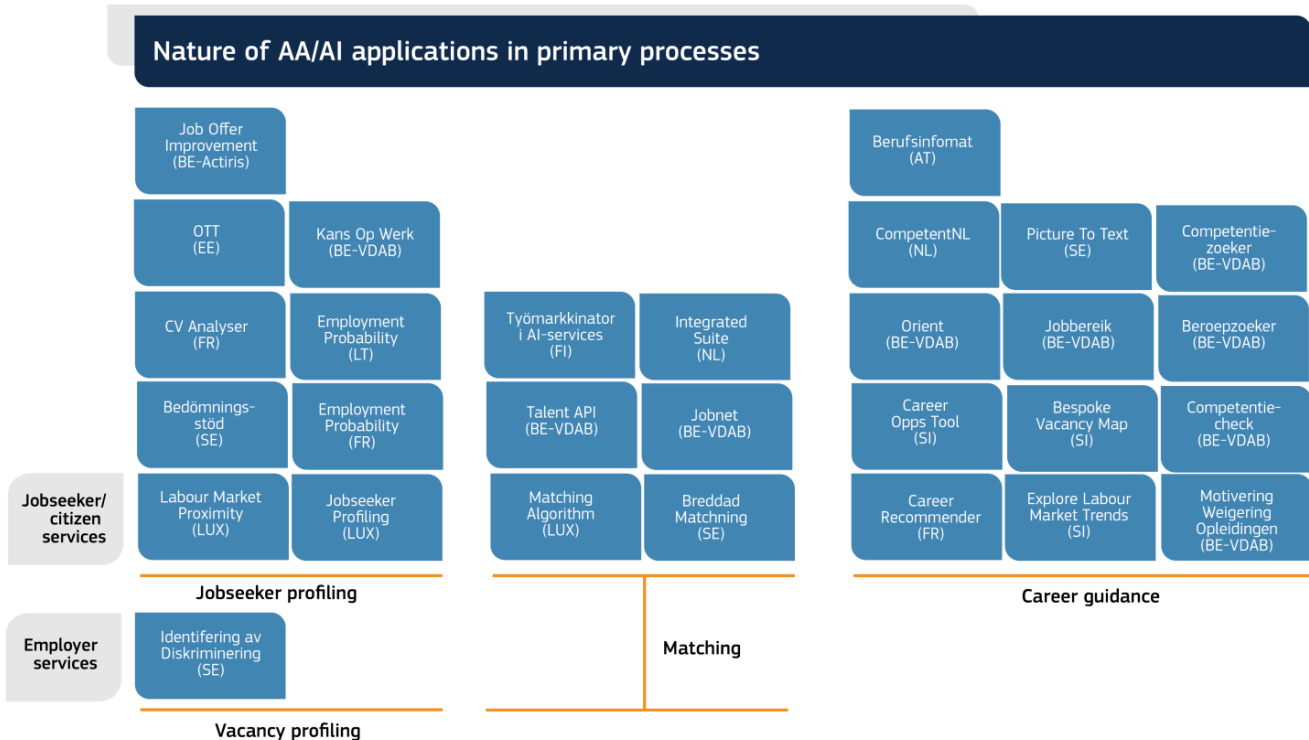 Nature of AA/AI applications in primary processes
Job Offer
Improvement
(BE-Actiris)
OTT
(EE)
Kans Op Werk
(BE-VDAB)
CV Analyser
(FR)
Employment
Probability
(LT)
Bedömnings-
stöd
(SE)
Employment
Probability
(FR)
Jobseeker/
citizen
services
Labour Market
Proximity
(LUX)
Jobseeker
Profiling
(LUX)
Jobseeker profiling
Employer
services
Identifering av
Diskriminering
(SE)
Vacancy profiling
Työmarkkinator
i AI-services
(FI)
Integrated
Suite
(NL)
Talent API
(BE-VDAB)
Jobnet
(BE-VDAB)
Matching
Algorithm
(LUX)
Breddad
Matchning
(SE)
Matching
Berufsinfomat
(AT)
CompetentNL
(NL)
Picture To Text
(SE)
Competentie-
zoeker
(BE-VDAB)
Orient
(BE-VDAB)
Jobbereik
(BE-VDAB)
Beroepzoeker
(BE-VDAB)
Career
Opps Tool
(SI)
Bespoke
Vacancy Map
(SI)
Competentie-
check
(BE-VDAB)
Career
Recommender
(FR)
Explore Labour
Market Trends
(SI)
Motivering
Weigering
Opleidingen
(BE-VDAB)
Career guidance